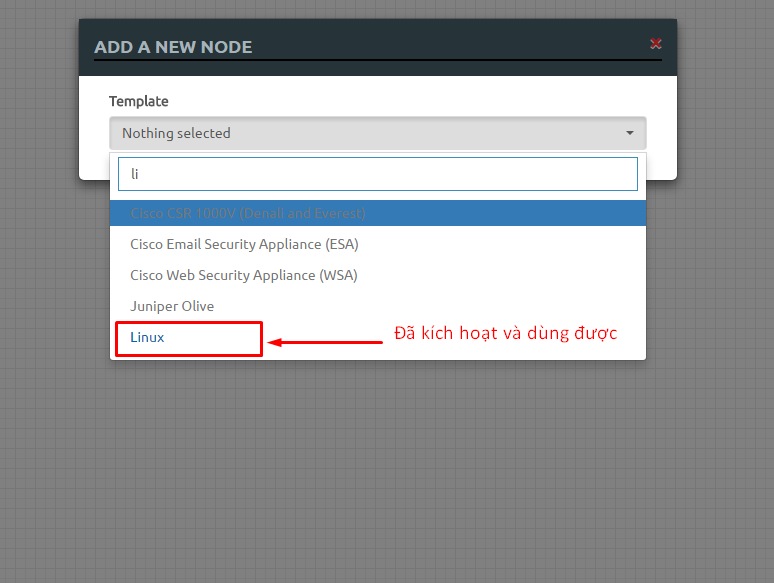 ADD A NEW NODE
Template
Nothing selected
li
Cisco CSR 1000V (Denali and Everest)
Cisco Email Security Appliance (ESA)
Cisco Web Security Appliance (WSA)
Juniper Olive
Linux
Đã kích hoạt và dùng được